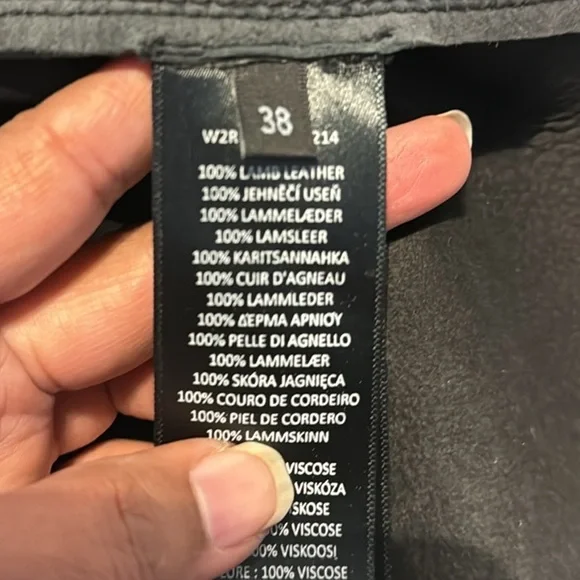 38
W2R 214
100% LAMB LEATHER
100% JEHNĚČÍ USEŇ
100% LAMMELÆDER
100% LAMSLEER
100% KARITSANNAHKA
100% CUIR D'AGNEAU
100% LAMMLEDER
100% ΔΕΡΜΑ ΑΡΝΙΟΥ
100% PELLE DI AGNELLO
100% LAMMELÆR
100% SKÓRA JAGNIĘCA
100% COURO DE CORDEIRO
100% PIEL DE CORDERO
100% LAMMSKINN
VISCOSE
VISKÓZA
SKOSE
0% VISCOSE
00% VISKOOSI
: 100% VISCOSE